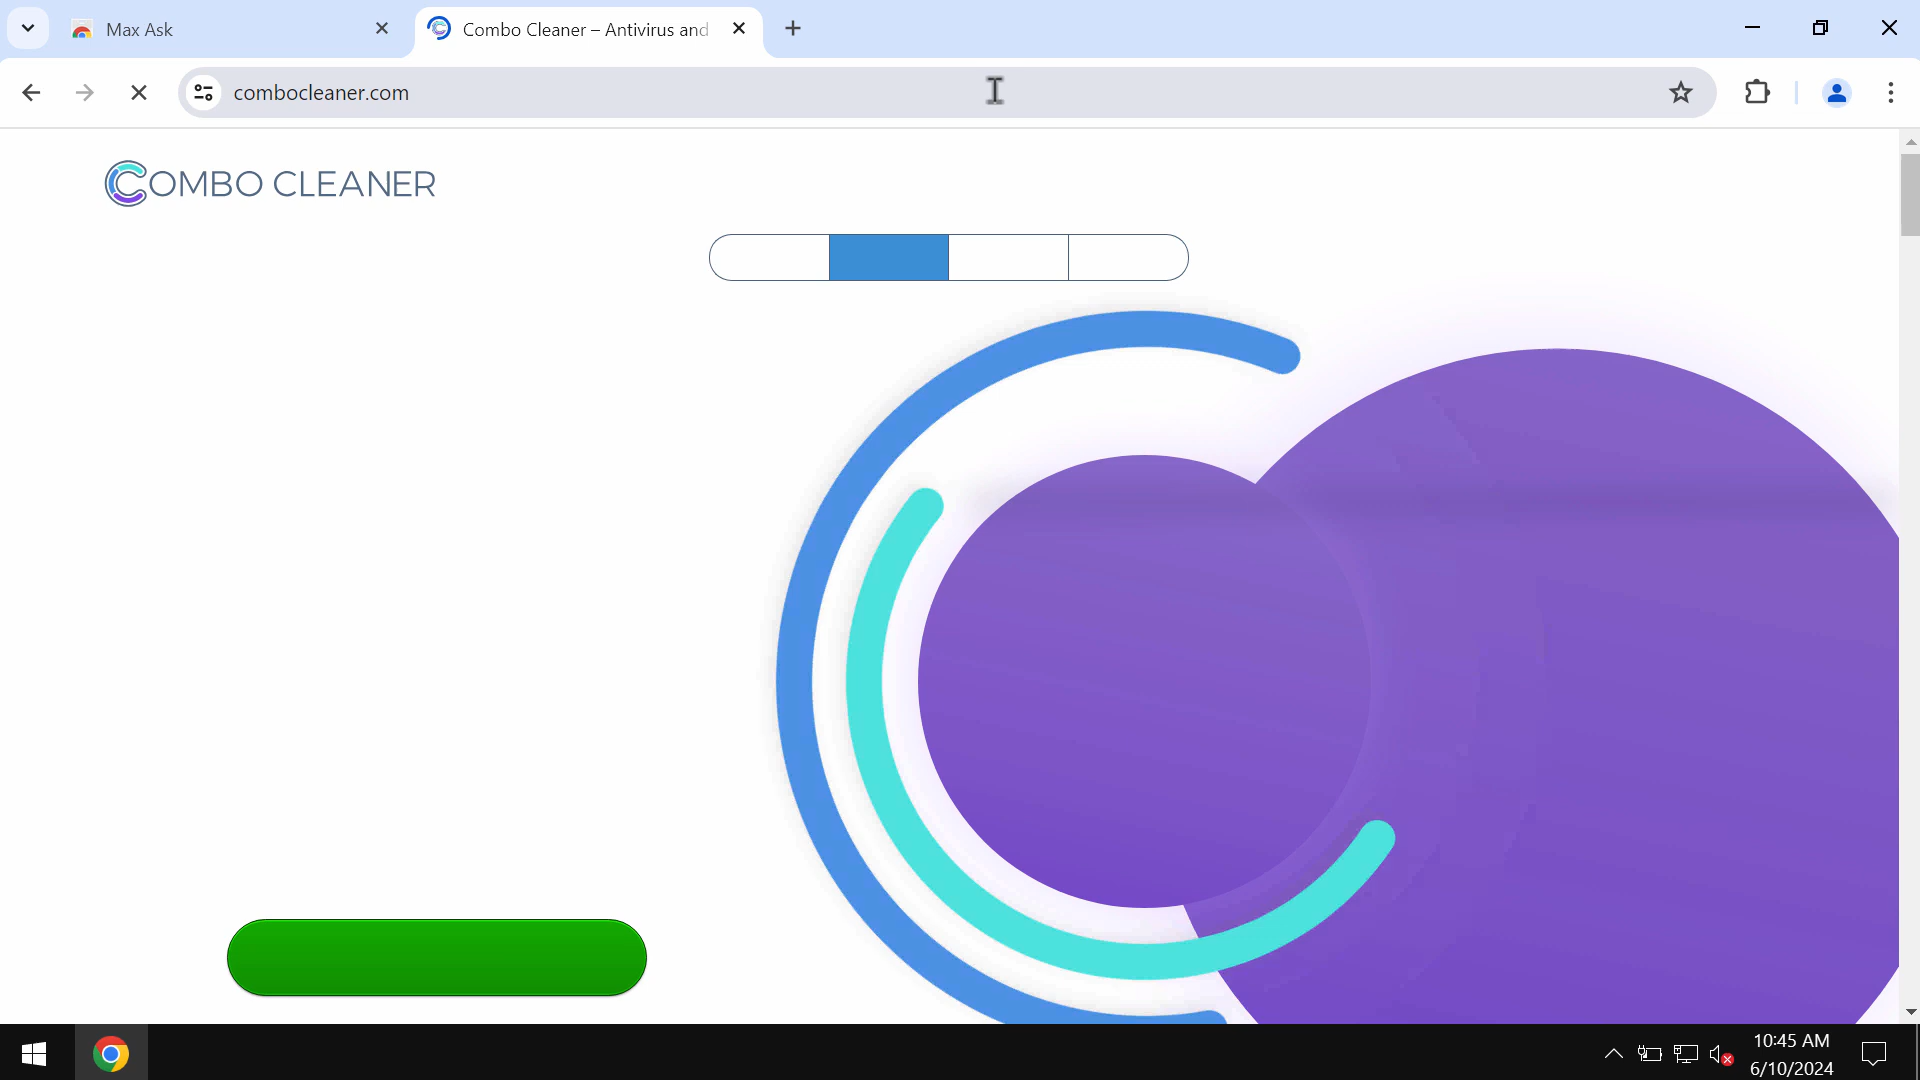 Max Ask
Combo Cleaner – Antivirus and
combocleaner.com
COMBO CLEANER
10:45 AM
6/10/2024